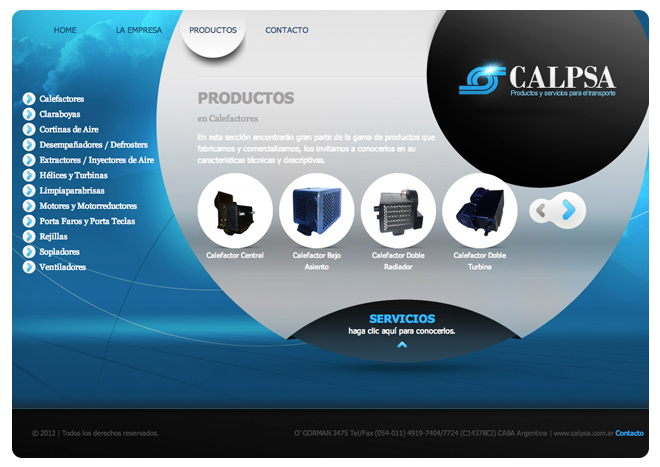 HOME LA EMPRESA PRODUCTOS CONTACTO
CALPSA
Productos y servicios para el transporte
Calefactores
Claraboyas
Cortinas de Aire
Desempañadores / Defrosters
Extractores / Inyectores de Aire
Hélices y Turbinas
Limpiaparabrisas
Motores y Motorreductores
Porta Faros y Porta Teclas
Rejillas
Sopladores
Ventiladores
PRODUCTOS
en Calefactores
En esta sección encontrarán gran parte de la gama de productos que
fabricamos y comercializamos, los invitamos a conocerlos en su
características técnicas y descriptivas.
Calefactor Central
Calefactor Bajo
Asiento
Calefactor Doble
Radiador
Calefactor Doble
Turbina
SERVICIOS
haga clic aquí para conocerlos.
© 2012 | Todos los derechos reservados.
O' GORMAN 3475 Tel/Fax (054-011) 4919-7404/7724 (C1437BCI) CABA Argentina | www.calpsa.com.ar Contacto